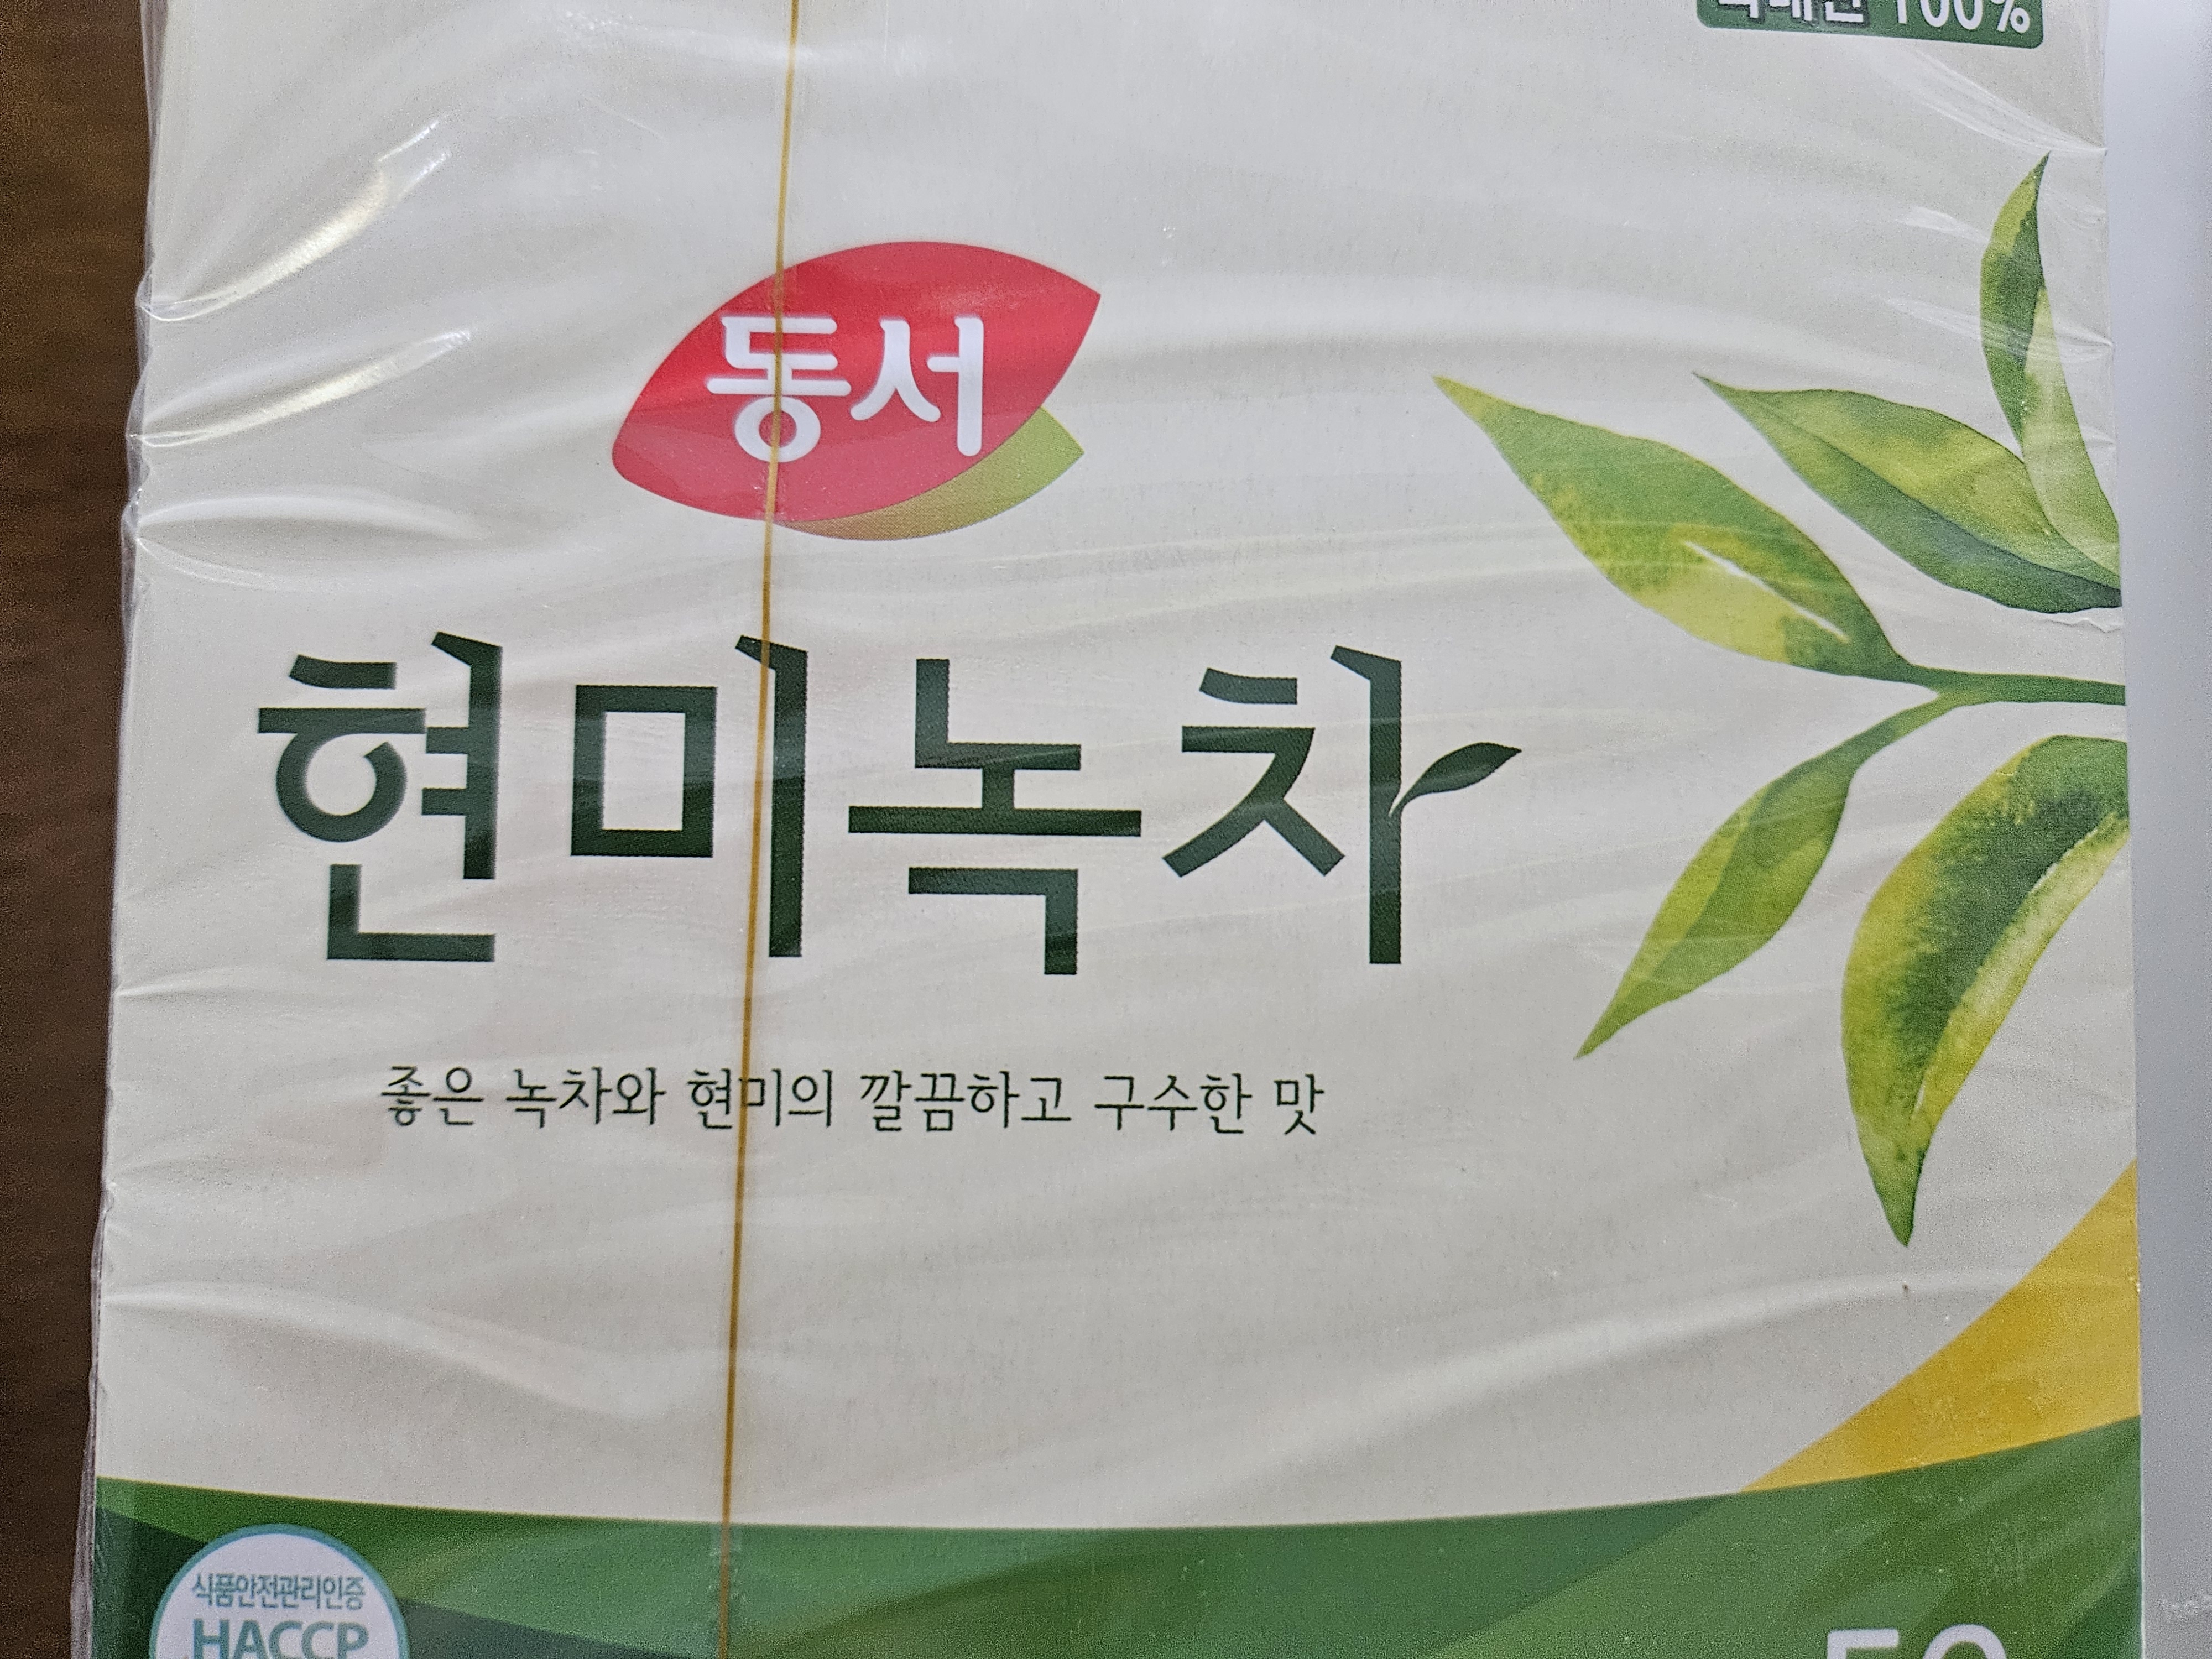 100%
동서
현미녹차
좋은 녹차와 현미의 깔끔하고 구수한 맛
식품안전관리인증
HACCP